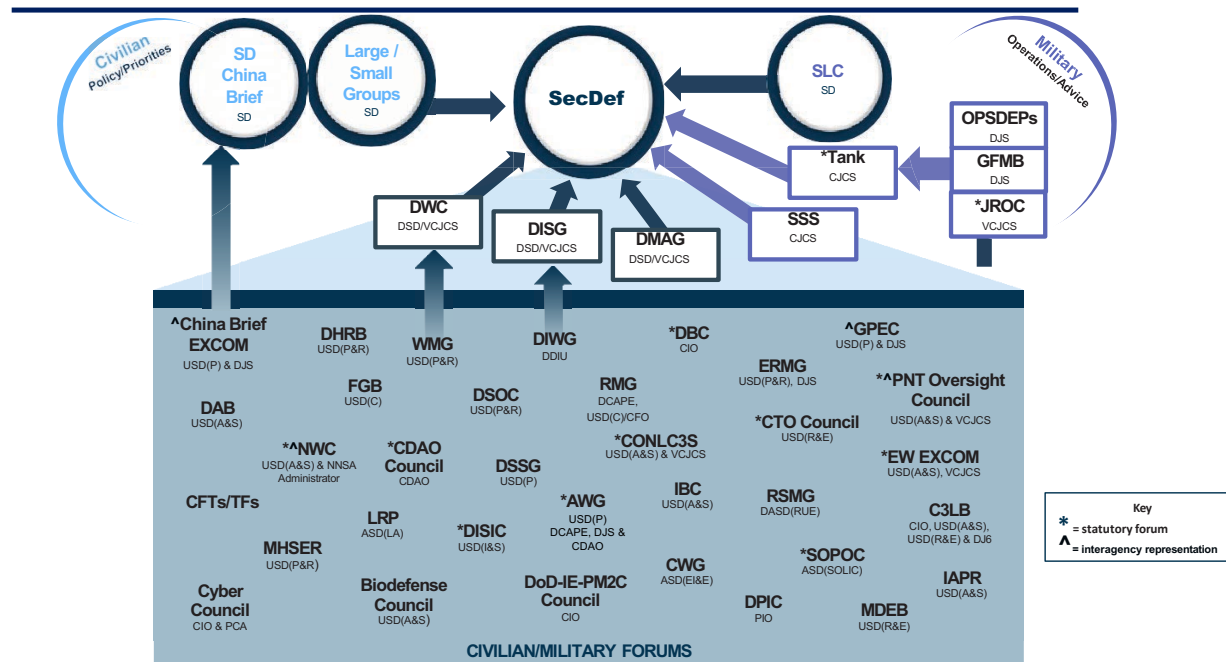 Civilian
Policy/Priorities
SD
China
Brief
SD
Large /
Small
Groups
SD
SecDef
SLC
SD
Military
Operations/Advice
OPSDEPs
DJS
GFMB
DJS
*JROC
VCJCS
*Tank
CJCS
SSS
CJCS
DWC
DSD/VCJCS
DISG
DSD/VCJCS
DMAG
DSD/VCJCS
^China Brief
EXCOM
USD(P) & DJS
DHRB
USD(P&R)
WMG
USD(P&R)
DIWG
DDIU
*DBC
CIO
^GPEC
USD(P) & DJS
ERMG
USD(P&R), DJS
FGB
USD(C)
DSOC
USD(P&R)
RMG
DCAPE,
USD(C)/CFO
*^PNT Oversight
Council
USD(A&S) & VCJCS
DAB
USD(A&S)
*CTO Council
USD(R&E)
*^NWC
USD(A&S) & NNSA
Administrator
*CDAO
Council
CDAO
DSSG
USD(P)
*CONLC3S
USD(A&S) & VCJCS
*EW EXCOM
USD(A&S), VCJCS
CFTs/TFs
LRP
ASD(LA)
*DISIC
USD(I&S)
*AWG
USD(P)
DCAPE, DJS &
CDAO
IBC
USD(A&S)
RSMG
DASD(RUE)
C3LB
CIO, USD(A&S),
USD(R&E) & DJ6
MHSER
USD(P&R)
CWG
ASD(EI&E)
*SOPOC
ASD(SOLIC)
IAPR
USD(A&S)
Cyber
Council
CIO & PCA
Biodefense
Council
USD(A&S)
DoD-IE-PM2C
Council
CIO
DPIC
PIO
MDEB
USD(R&E)
CIVILIAN/MILITARY FORUMS
Key
* = statutory forum
^ = interagency representation